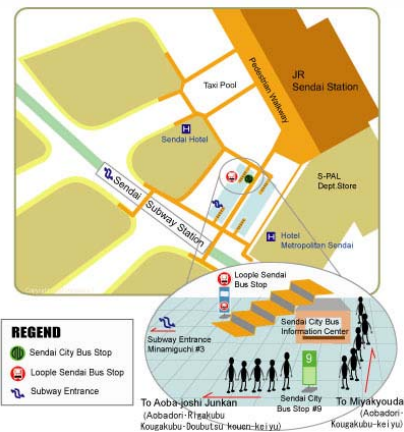 Taxi Pool
Pedestrian Walkway
JR
Sendai Station
H
Sendai Hotel
S-PAL
Dept.Store
Sendai Subway Station
H
Hotel
Metropolitan Sendai
Loople Sendai
Bus Stop
REGEND
Sendai City Bus Stop
Loople Sendai Bus Stop
Subway Entrance
Subway Entrance
Minamiguchi #3
Sendai City Bus
Information Center
9
Sendai City
Bus Stop #9
To Aoba-joshi Junkan
(Aobadori-Rigakubu
Kougakubu-Doubutsu kouen-keiyu)
To Miyakyouda
(Aobadori-
Kougakubu-keiyu)